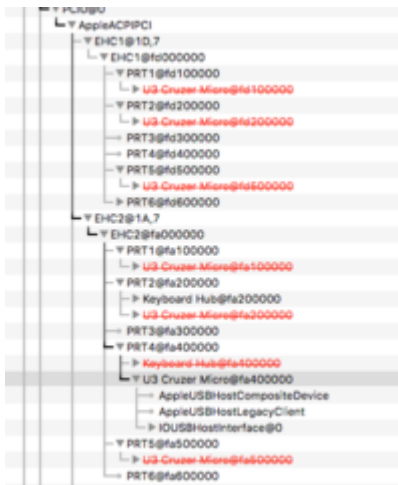 PCI0@0
AppleACPIPCI
EHC1@1D,7
EHC1@fd000000
PRT1@fd100000
U3 Cruzer Micro@fd100000
PRT2@fd200000
U3 Cruzer Micro@fd200000
PRT3@fd300000
PRT4@fd400000
PRT5@fd500000
U3 Cruzer Micro@fd500000
PRT6@fd600000
EHC2@1A,7
EHC2@fa000000
PRT1@fa100000
U3 Cruzer Micro@fa100000
PRT2@fa200000
Keyboard Hub@fa200000
U3 Cruzer Micro@fa200000
PRT3@fa300000
PRT4@fa400000
Keyboard Hub@fa400000
U3 Cruzer Micro@fa400000
AppleUSBHostCompositeDevice
AppleUSBHostLegacyClient
IOUSBHostInterface@0
PRT5@fa500000
U3 Cruzer Micro@fa500000
PRT6@fa600000